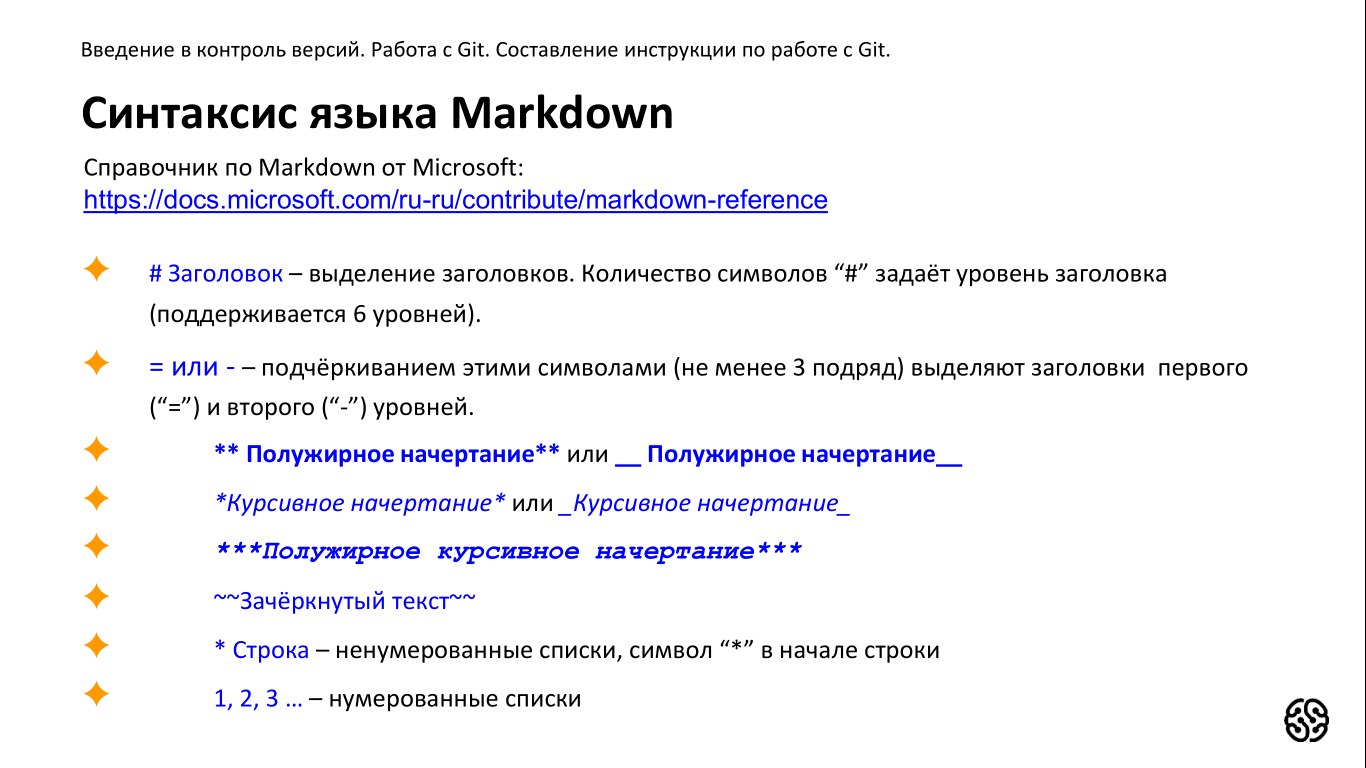 Введение в контроль версий. Работа с Git. Составление инструкции по работе с Git.
Синтаксис языка Markdown
Справочник по Markdown от Microsoft:
https://docs.microsoft.com/ru-ru/contribute/markdown-reference
# Заголовок – выделение заголовков. Количество символов “#” задаёт уровень заголовка
(поддерживается 6 уровней).
= или - – подчёркиванием этими символами (не менее 3 подряд) выделяют заголовки  первого
(“=”) и второго (“-”) уровней.
** Полужирное начертание** или __ Полужирное начертание__
*Курсивное начертание* или _Курсивное начертание_
***Полужирное курсивное начертание***
~~Зачёркнутый текст~~
* Строка – ненумерованные списки, символ “*” в начале строки
1, 2, 3 … – нумерованные списки